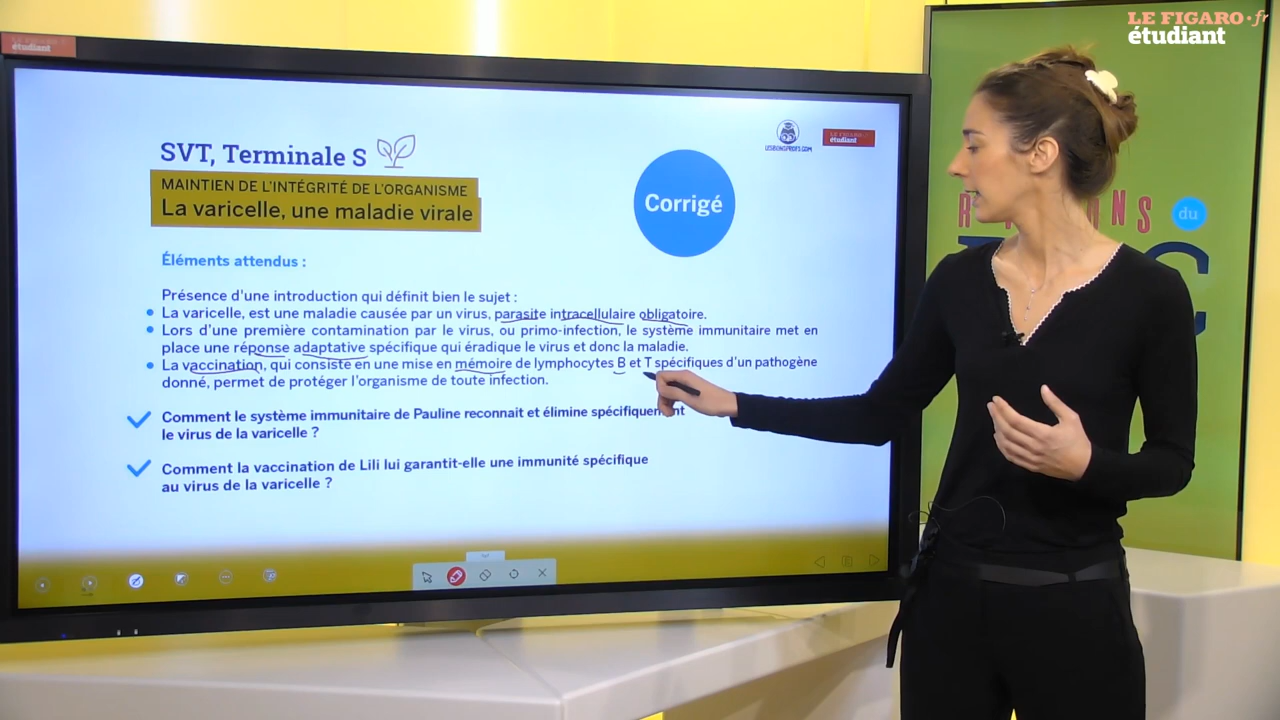 LE FIGARO·fr
étudiant
LE FIGARO
étudiant
LESBONSPROFS.COM
LE FIGARO
étudiant
SVT, Terminale S
MAINTIEN DE L'INTÉGRITÉ DE L'ORGANISME
La varicelle, une maladie virale
Corrigé
Éléments attendus :
Présence d'une introduction qui définit bien le sujet :
La varicelle, est une maladie causée par un virus, parasite intracellulaire obligatoire.
Lors d'une première contamination par le virus, ou primo-infection, le système immunitaire met en
place une réponse adaptative spécifique qui éradique le virus et donc la maladie.
La vaccination, qui consiste en une mise en mémoire de lymphocytes B et T spécifiques d'un pathogène
donné, permet de protéger l'organisme de toute infection.
Comment le système immunitaire de Pauline reconnait et élimine spécifiquement
le virus de la varicelle ?
Comment la vaccination de Lili lui garantit-elle une immunité spécifique
au virus de la varicelle ?
du